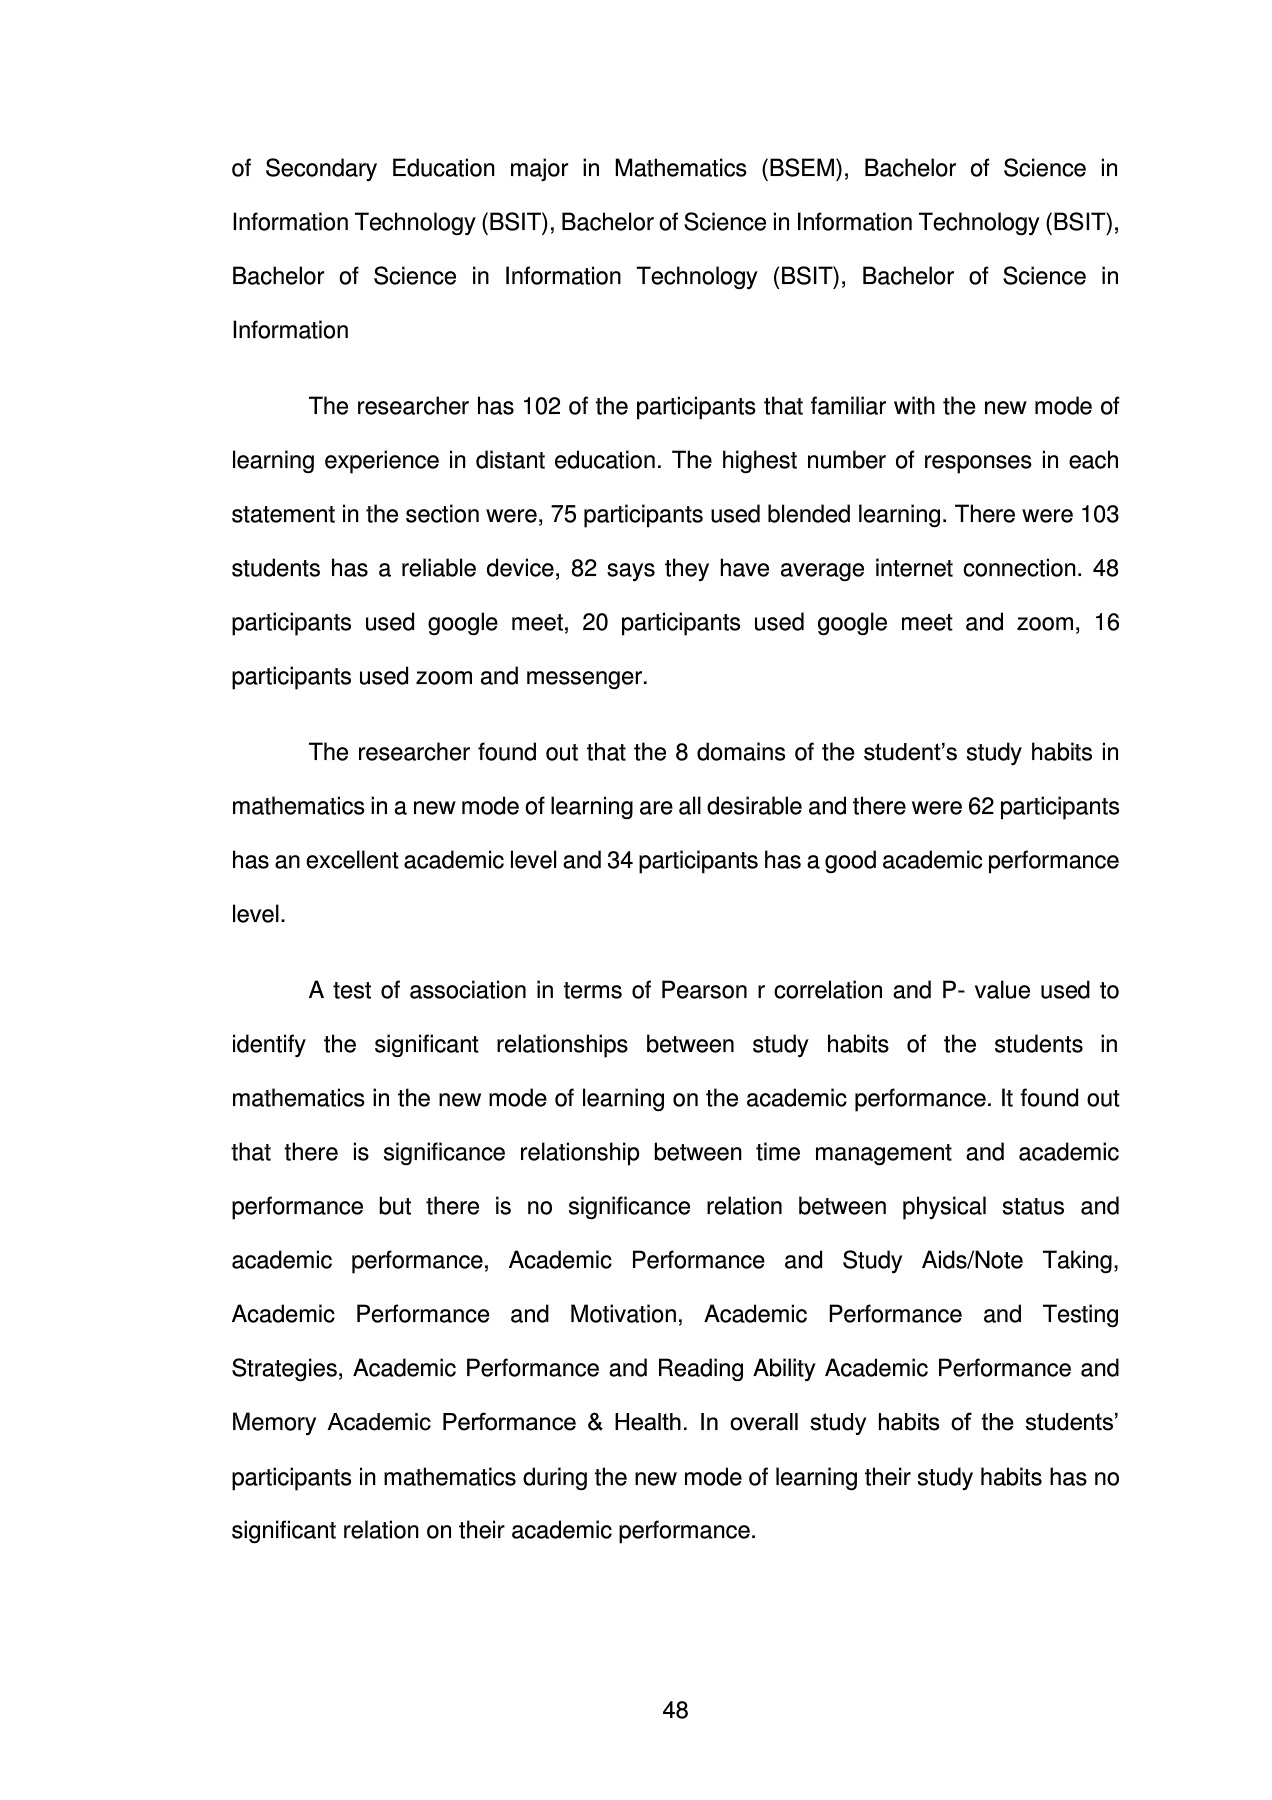 of Secondary Education major in Mathematics (BSEM), Bachelor of Science in
Information Technology (BSIT), Bachelor of Science in Information Technology (BSIT),
Bachelor of Science in Information Technology (BSIT), Bachelor of Science in
Information
The researcher has 102 of the participants that familiar with the new mode of
learning experience in distant education. The highest number of responses in each
statement in the section were, 75 participants used blended learning. There were 103
students has a reliable device, 82 says they have average internet connection. 48
participants used google meet, 20 participants used google meet and zoom, 16
participants used zoom and messenger.
The researcher found out that the 8 domains of the student’s study habits in
mathematics in a new mode of learning are all desirable and there were 62 participants
has an excellent academic level and 34 participants has a good academic performance
level.
A test of association in terms of Pearson r correlation and P- value used to
identify the significant relationships between study habits of the students in
mathematics in the new mode of learning on the academic performance. It found out
that there is significance relationship between time management and academic
performance but there is no significance relation between physical status and
academic performance, Academic Performance and Study Aids/Note Taking,
Academic Performance and Motivation, Academic Performance and Testing
Strategies, Academic Performance and Reading Ability Academic Performance and
Memory Academic Performance & Health. In overall study habits of the students’
participants in mathematics during the new mode of learning their study habits has no
significant relation on their academic performance.
48